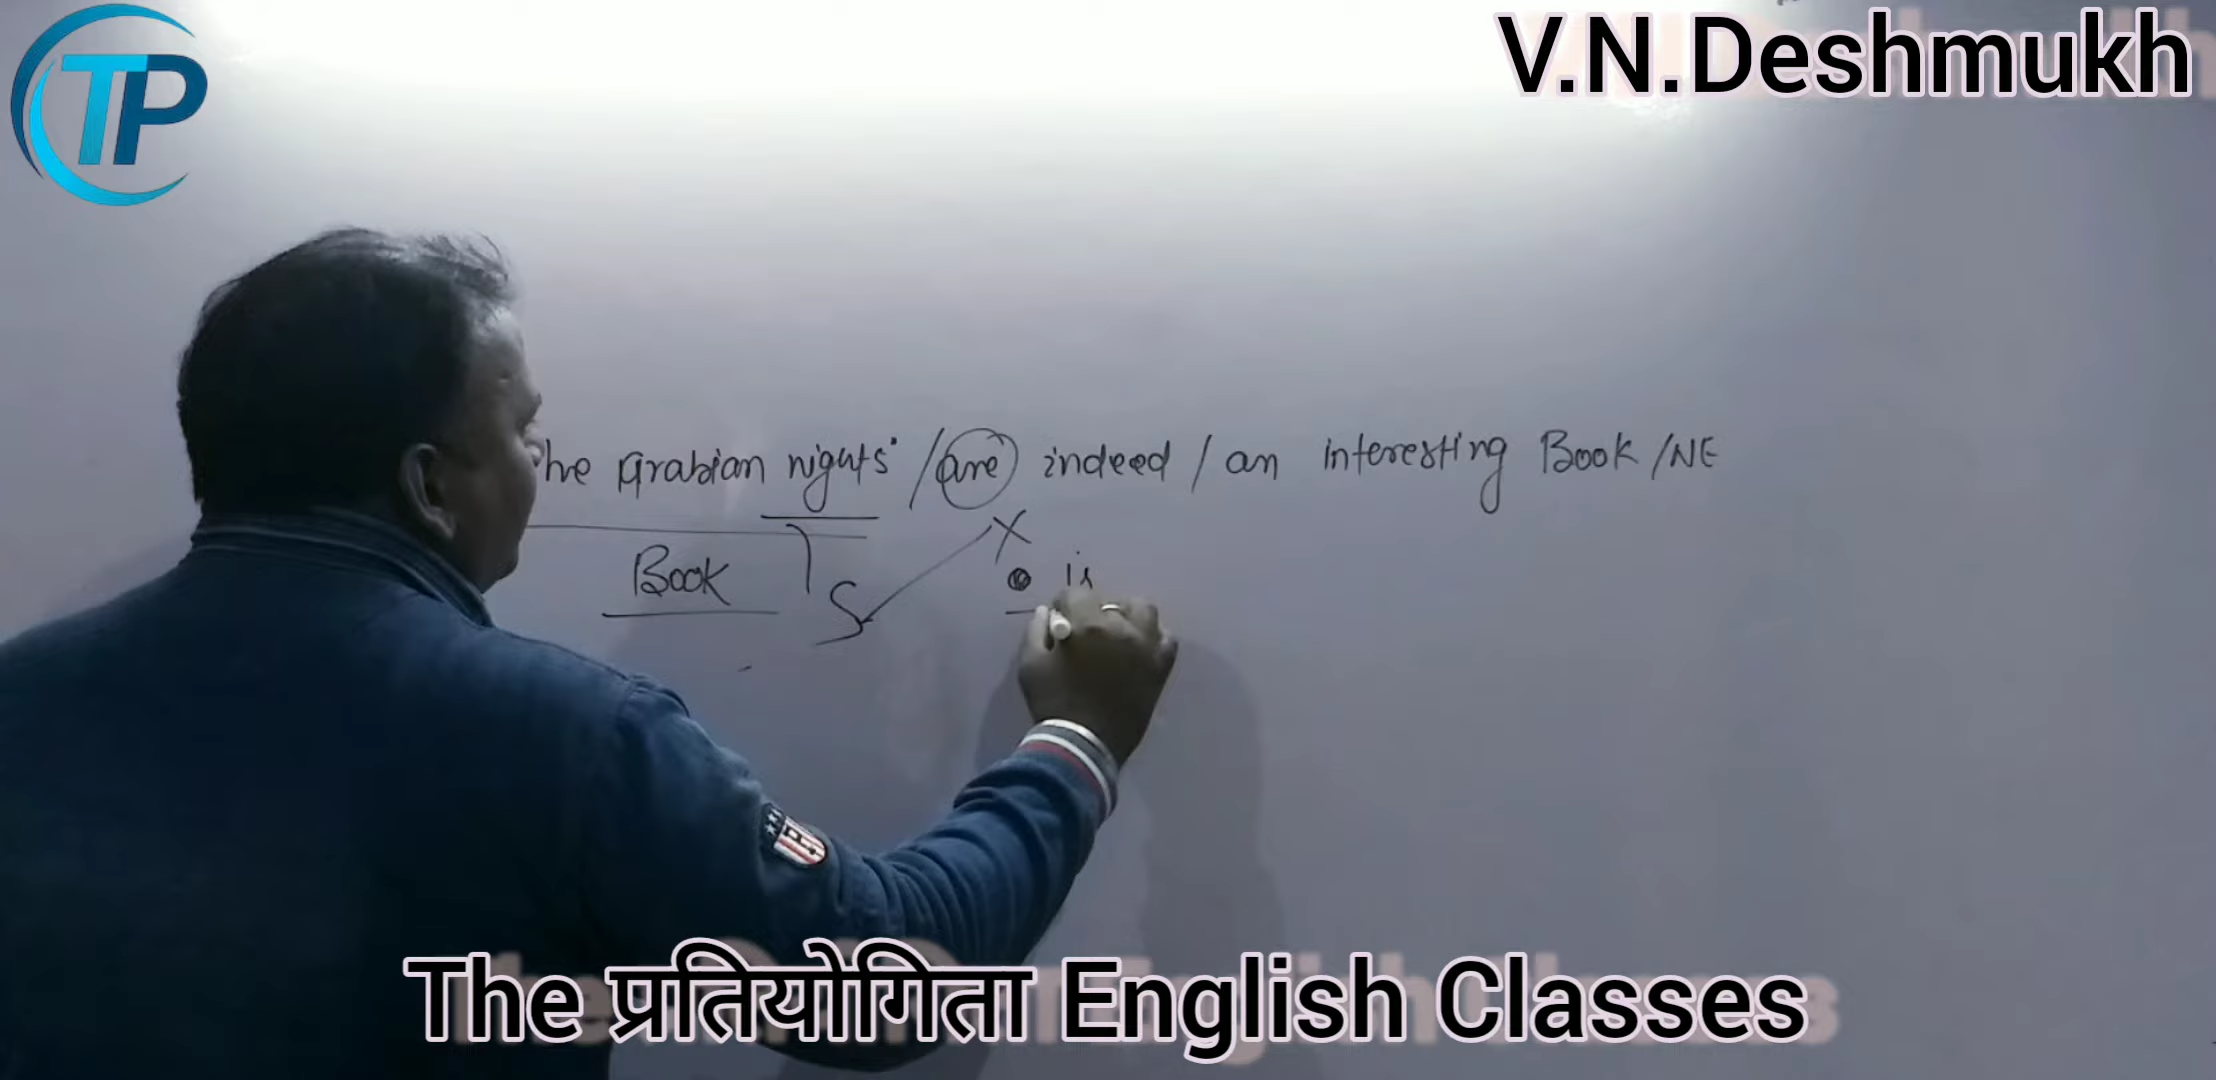 TP
V.N.Deshmukh
he Arabian nights' / are indeed / an interesting Book / NE
Book S X
is
The प्रतियोगिता English Classes